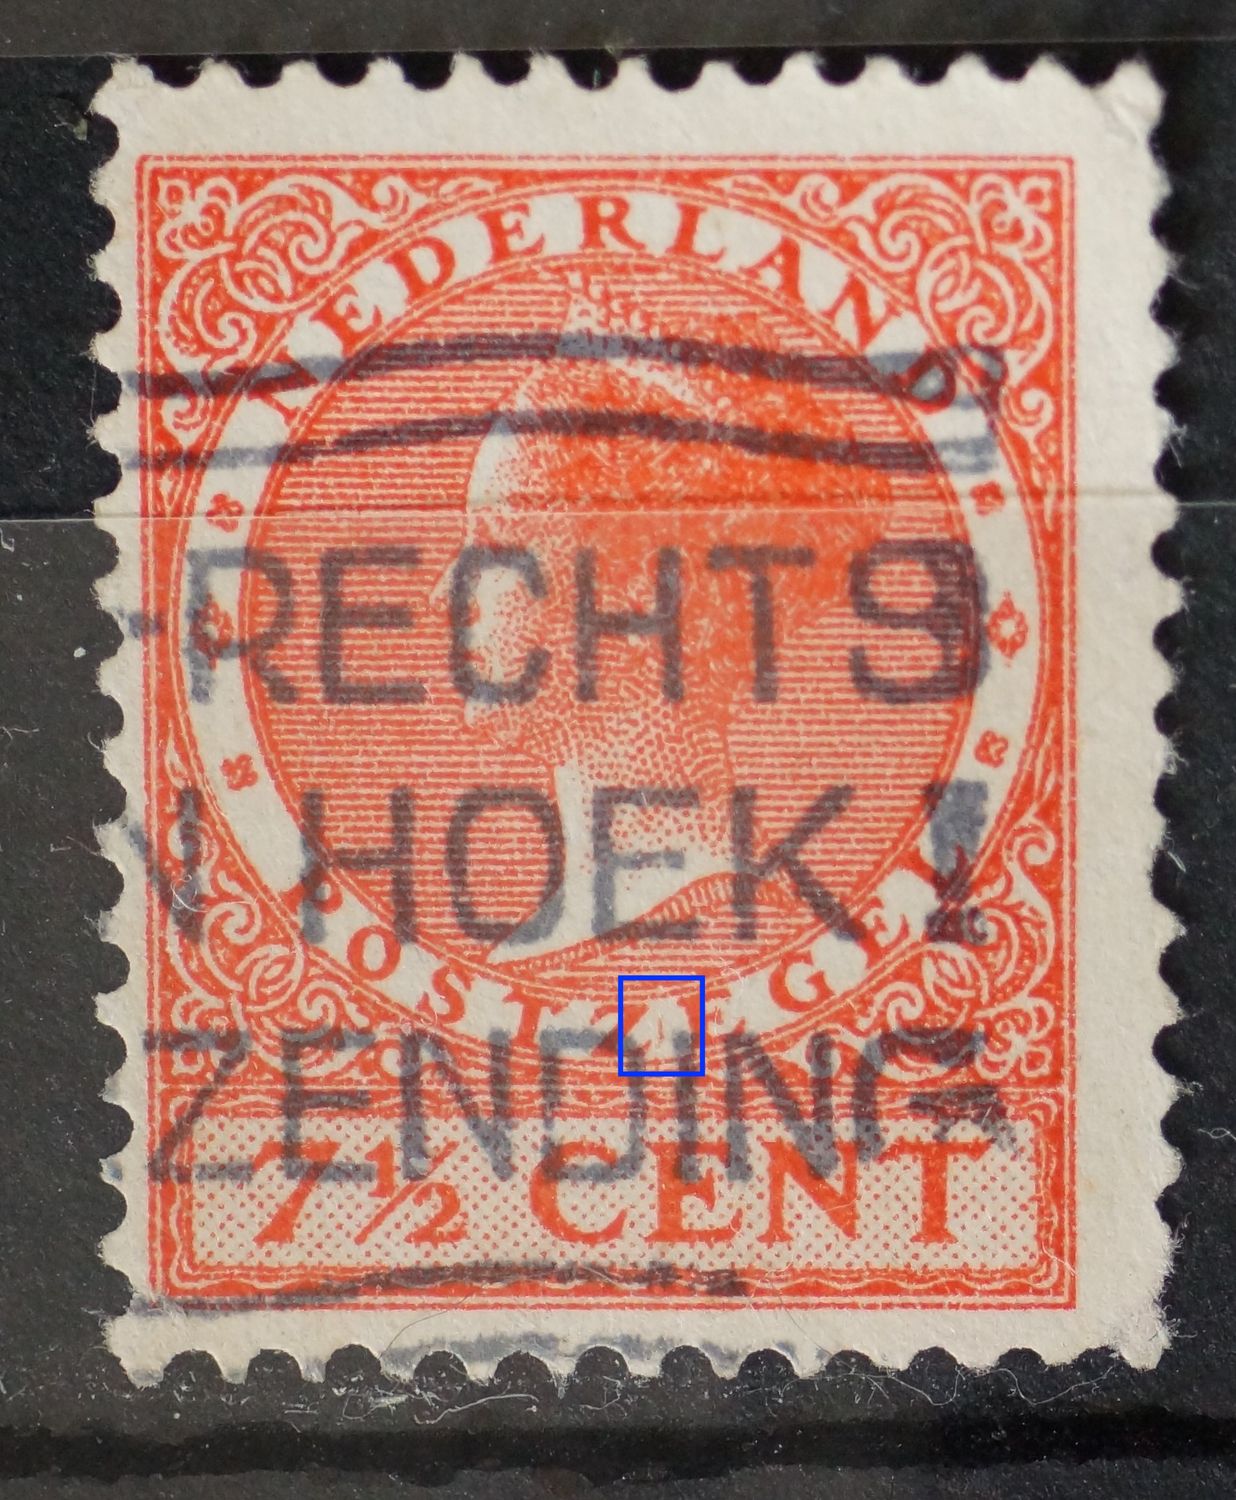 NEDERLAND
-RECHTS
N HOEK!
POSTZEGEL
ZENDING
7½ CENT